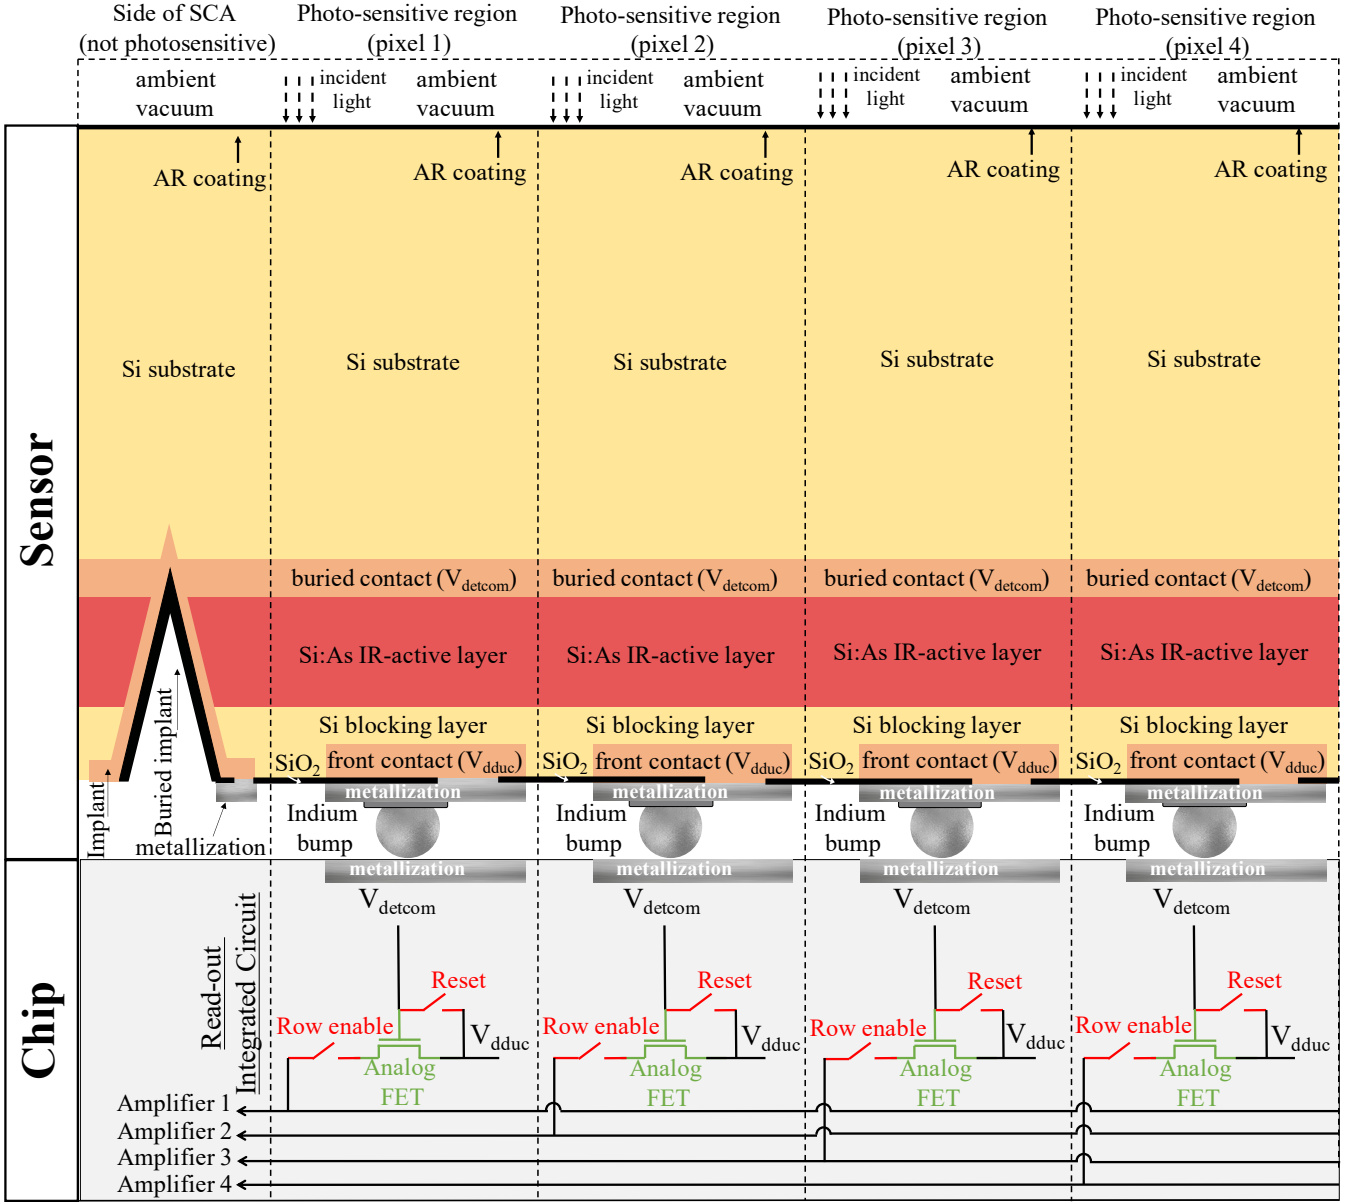 Side of SCA
(not photosensitive)
Photo-sensitive region
(pixel 1)
Photo-sensitive region
(pixel 2)
Photo-sensitive region
(pixel 3)
Photo-sensitive region
(pixel 4)
ambient
vacuum
incident
light
ambient
vacuum
incident
light
ambient
vacuum
incident
light
ambient
vacuum
incident
light
ambient
vacuum
AR coating
AR coating
AR coating
AR coating
AR coating
Sensor
Si substrate
Si substrate
Si substrate
Si substrate
Si substrate
buried contact (Vdetcom)
buried contact (Vdetcom)
buried contact (Vdetcom)
buried contact (Vdetcom)
Si:As IR-active layer
Si:As IR-active layer
Si:As IR-active layer
Si:As IR-active layer
Si blocking layer
Si blocking layer
Si blocking layer
Si blocking layer
Implant
Buried implant
metallization
SiO2
front contact (Vdduc)
SiO2
front contact (Vdduc)
SiO2
front contact (Vdduc)
SiO2
front contact (Vdduc)
metallization
metallization
metallization
metallization
Indium
bump
Indium
bump
Indium
bump
Indium
bump
metallization
metallization
metallization
metallization
Chip
Read-out
Integrated Circuit
Vdetcom
Vdetcom
Vdetcom
Vdetcom
Reset
Reset
Reset
Reset
Row enable
Row enable
Row enable
Row enable
Vdduc
Vdduc
Vdduc
Vdduc
Analog
FET
Analog
FET
Analog
FET
Analog
FET
Amplifier 1
Amplifier 2
Amplifier 3
Amplifier 4